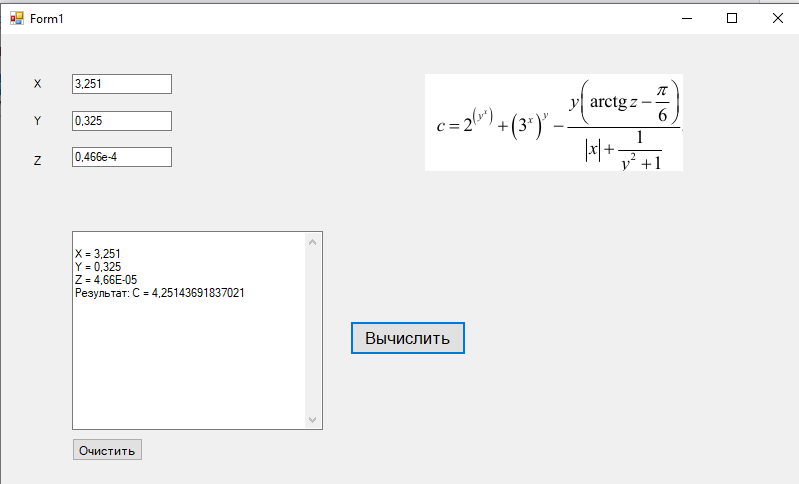 Form1
X 3,251
Y 0,325
Z 0,466e-4
c = 2^(y^x) + (3^x)^y − y(arctg z − π/6) / (|x| + 1/(y^2 + 1))
X = 3,251
Y = 0,325
Z = 4,66E-05
Результат: C = 4,25143691837021
Вычислить
Очистить